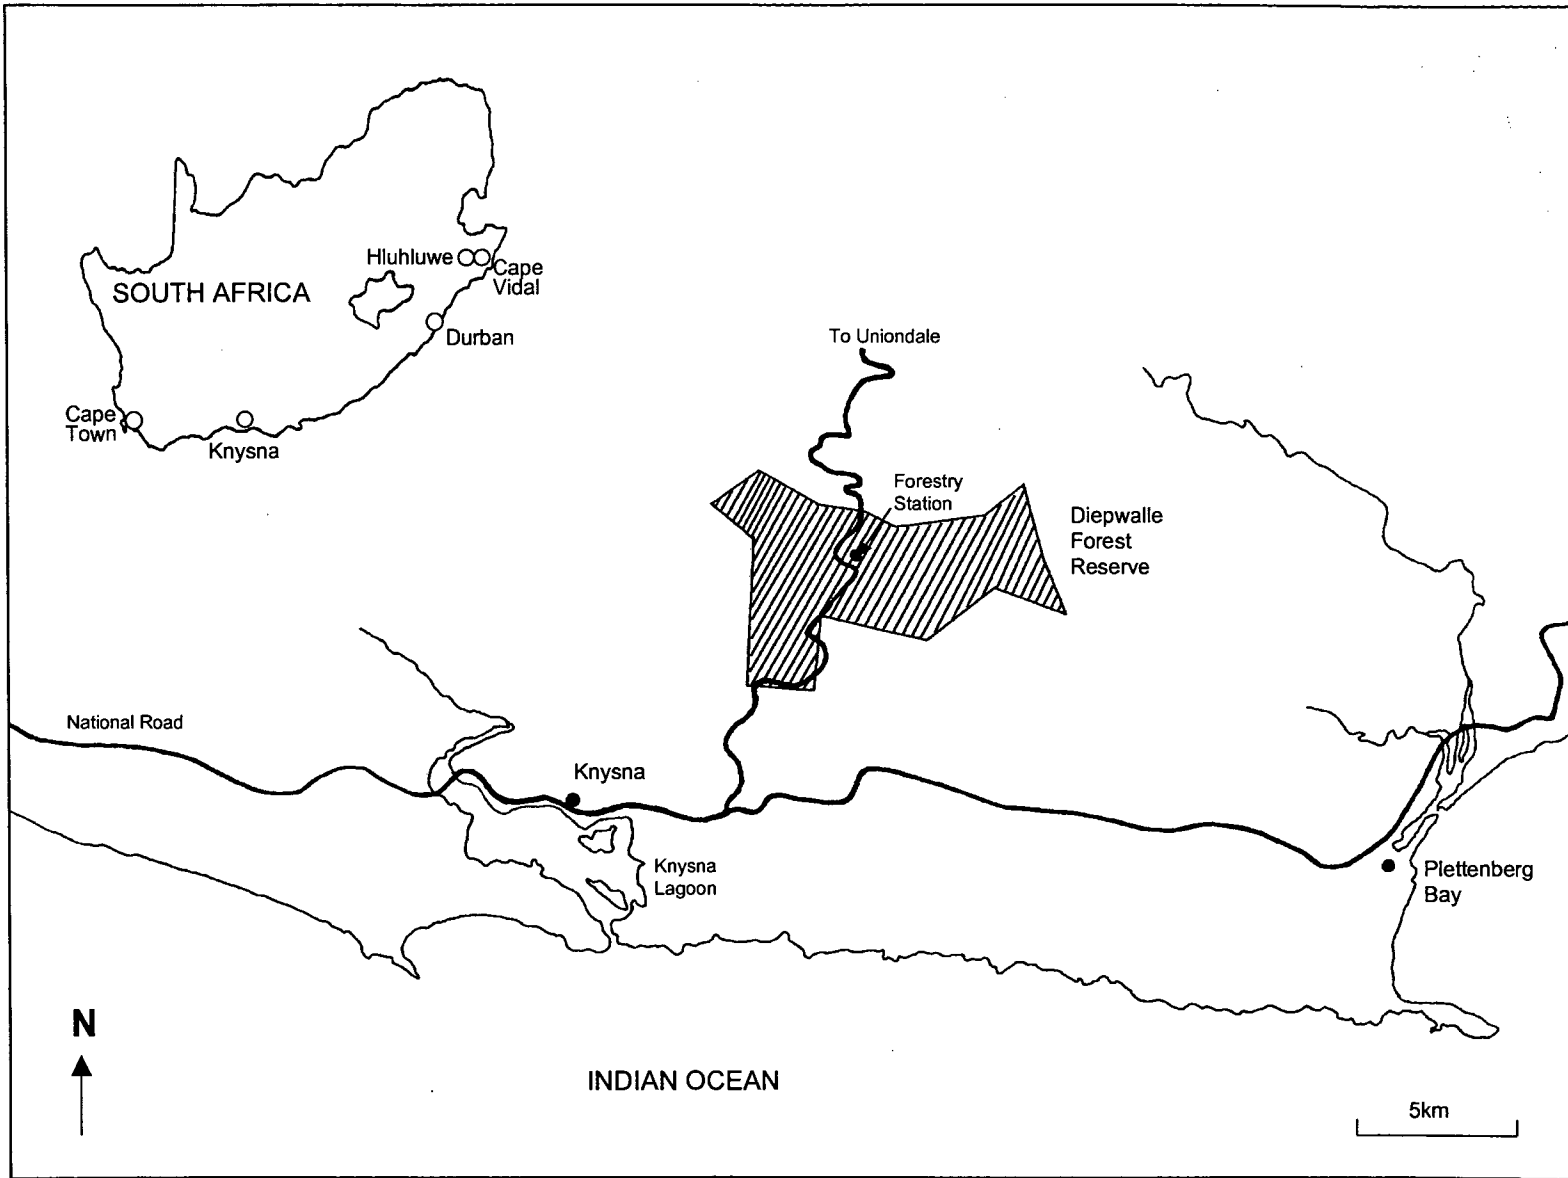 Hluhluwe
Cape
Vidal
SOUTH AFRICA
Durban
Cape
Town
Knysna
To Uniondale
Forestry
Station
Diepwalle
Forest
Reserve
National Road
Knysna
Knysna
Lagoon
Plettenberg
Bay
N
INDIAN OCEAN
5km